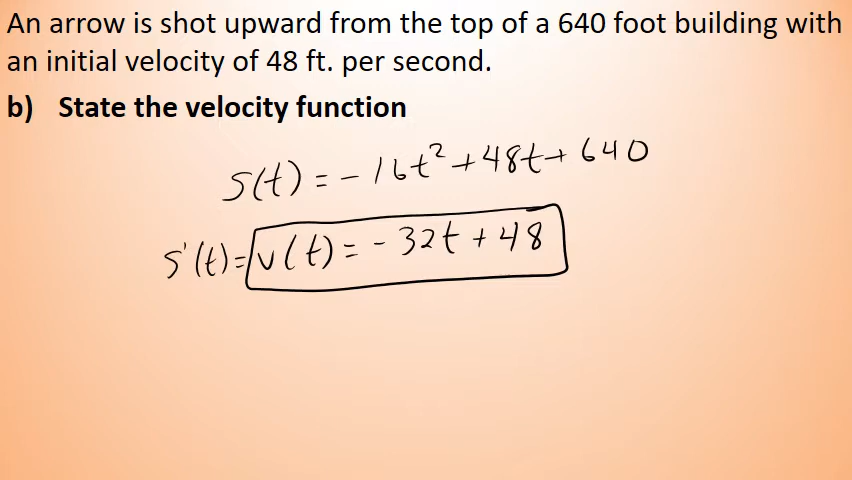 An arrow is shot upward from the top of a 640 foot building with
an initial velocity of 48 ft. per second.
b) State the velocity function
s(t) = -16t² + 48t + 640
s'(t) = v(t) = -32t + 48